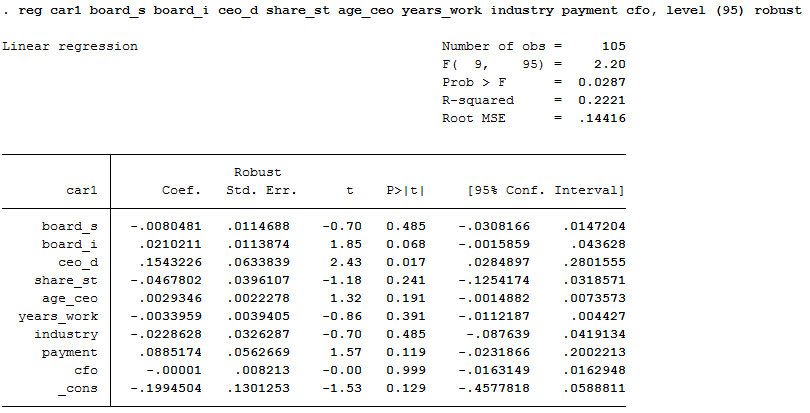 . reg car1 board_s board_i ceo_d share_st age_ceo years_work industry payment cfo, level (95) robust
Linear regression Number of obs = 105
F( 9, 95) = 2.20
Prob > F = 0.0287
R-squared = 0.2221
Root MSE = .14416
Robust
car1 Coef. Std. Err. t P>|t| [95% Conf. Interval]
board_s -.0080481 .0114688 -0.70 0.485 -.0308166 .0147204
board_i .0210211 .0113874 1.85 0.068 -.0015859 .043628
ceo_d .1543226 .0633839 2.43 0.017 .0284897 .2801555
share_st -.0467802 .0396107 -1.18 0.241 -.1254174 .0318571
age_ceo .0029346 .0022278 1.32 0.191 -.0014882 .0073573
years_work -.0033959 .0039405 -0.86 0.391 -.0112187 .004427
industry -.0228628 .0326287 -0.70 0.485 -.087639 .0419134
payment .0885174 .0562669 1.57 0.119 -.0231866 .2002213
cfo -.00001 .008213 -0.00 0.999 -.0163149 .0162948
_cons -.1994504 .1301253 -1.53 0.129 -.4577818 .0588811